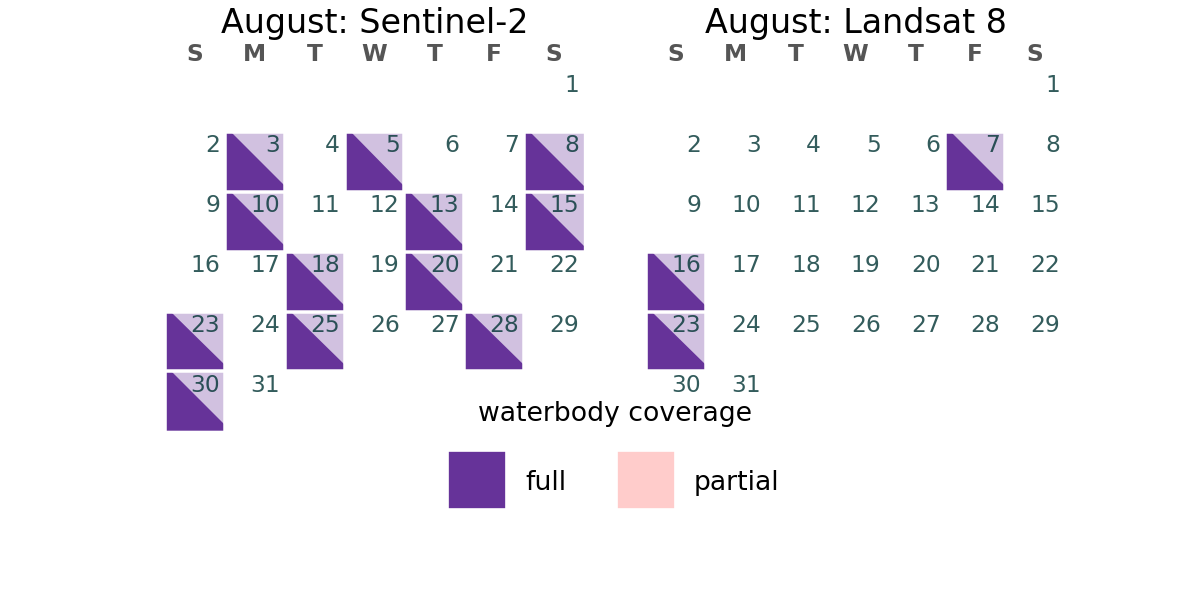 August: Sentinel-2
S M T W T F S
1
2 3 4 5 6 7 8
9 10 11 12 13 14 15
16 17 18 19 20 21 22
23 24 25 26 27 28 29
30 31
August: Landsat 8
S M T W T F S
1
2 3 4 5 6 7 8
9 10 11 12 13 14 15
16 17 18 19 20 21 22
23 24 25 26 27 28 29
30 31
waterbody coverage
full partial